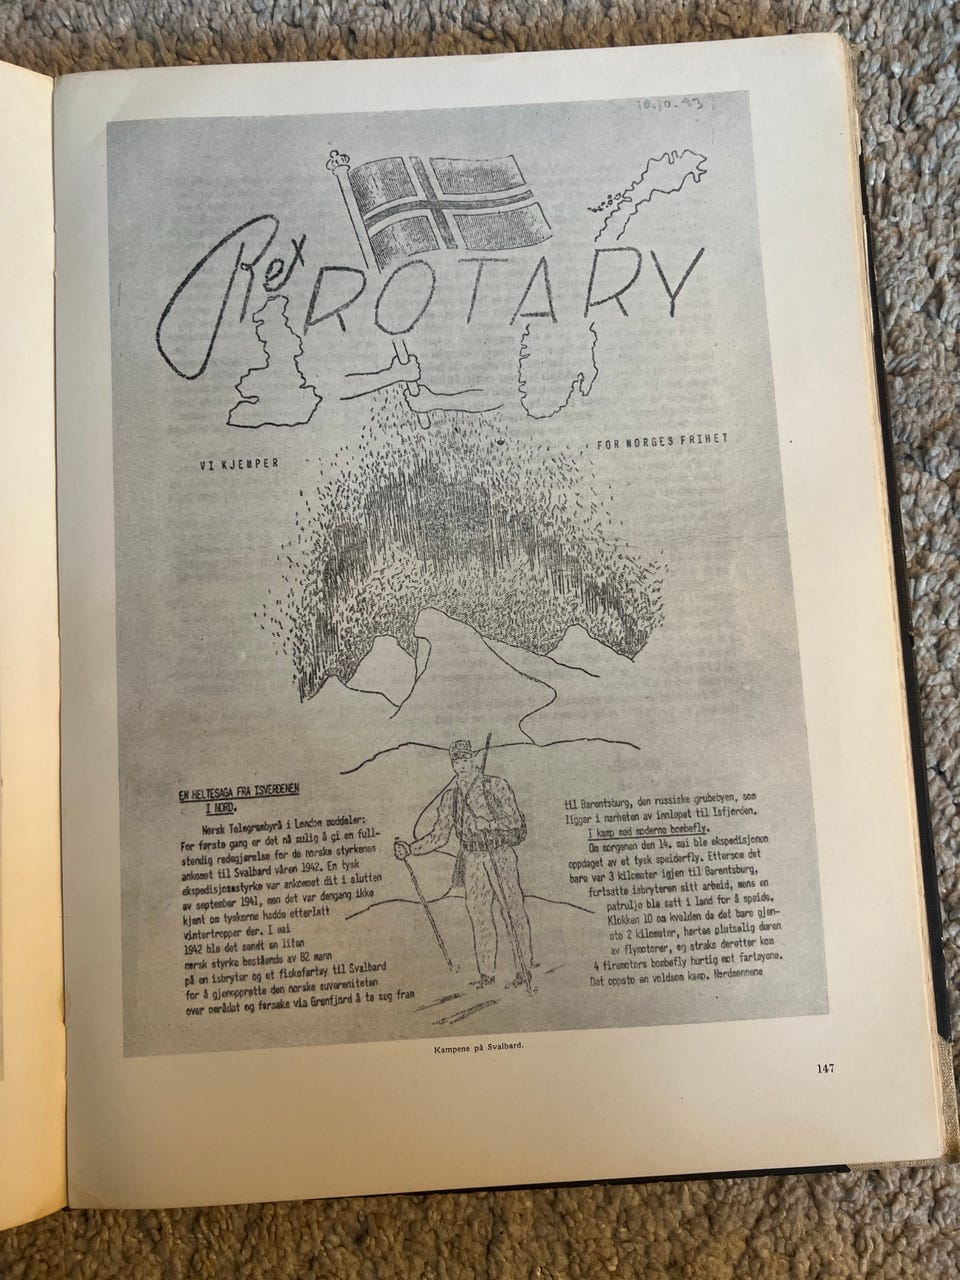 10.10.43
Rex ROTARY
VI KJEMPER
FOR NORGES FRIHET
EN HELTESAGA FRA ISVERDENEN
I NORD.
Norsk Telegrambyrå i London meddeler:
For første gang er det nå mulig å gi en full-
stendig redegjørelse for de norske styrkenes
ankomst til Svalbard våren 1942. En tysk
ekspedisjonsstyrke var ankommet dit i slutten
av september 1941, men det var dengang ikke
kjent om tyskerne hadde etterlatt
vintertropper der. I mai
1942 ble det sendt en liten
norsk styrke bestående av 82 mann
på en isbryter og et fiskefartøy til Svalbard
for å gjenopprette den norske suvereniteten
over området og forsøke via Grønfjord å ta seg fram
til Barentsburg, den russiske grubebyen, som
ligger i nærheten av innløpet til Isfjorden.
I kamp med moderne bombefly.
Om morgenen den 14. mai ble ekspedisjonen
oppdaget av et tysk speiderfly. Ettersom det
bare var 3 kilometer igjen til Barentsburg,
fortsatte isbryteren sitt arbeid, mens en
patrulje ble satt i land for å speide.
Klokken 10 om kvelden da det bare gjen-
sto 2 kilometer, hørtes plutselig duren
av flymotorer, og straks deretter kom
4 firemotors bombefly hurtig mot fartøyene.
Det oppsto en voldsom kamp. Nordmennene
Kampene på Svalbard.
147